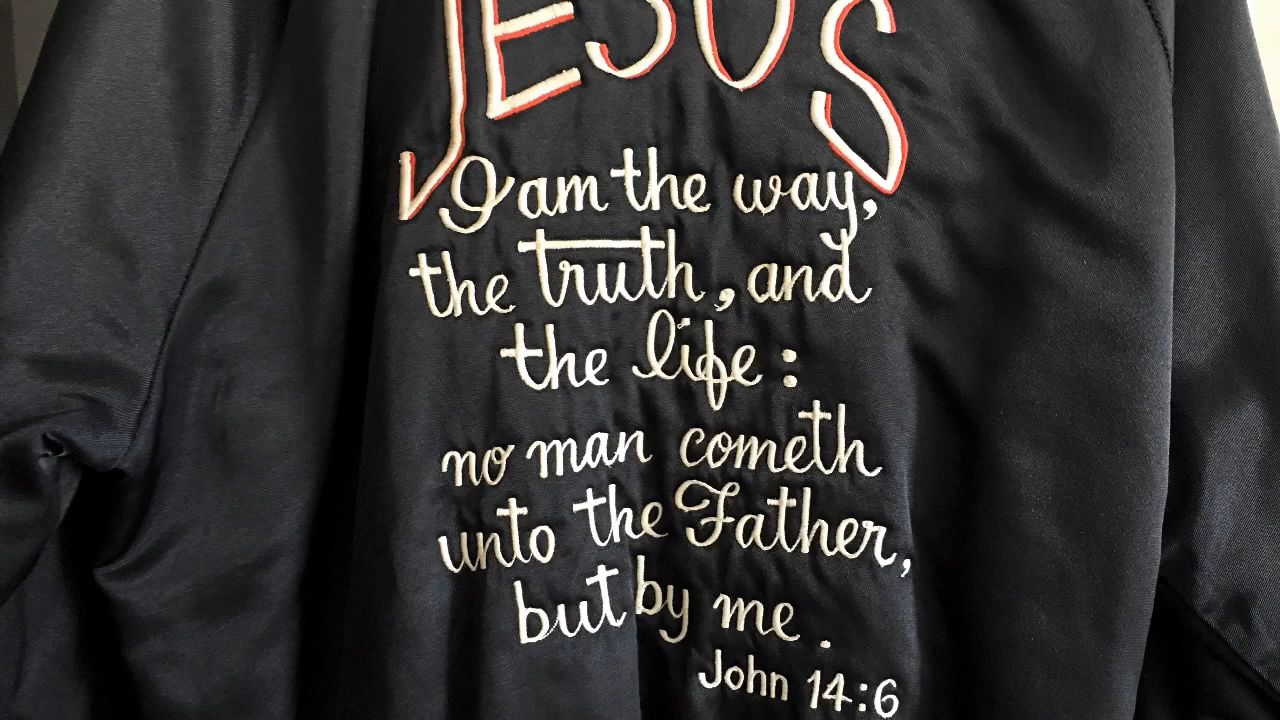 JESUS
I am the way,
the truth, and
the life:
no man cometh
unto the Father,
but by me.
John 14:6